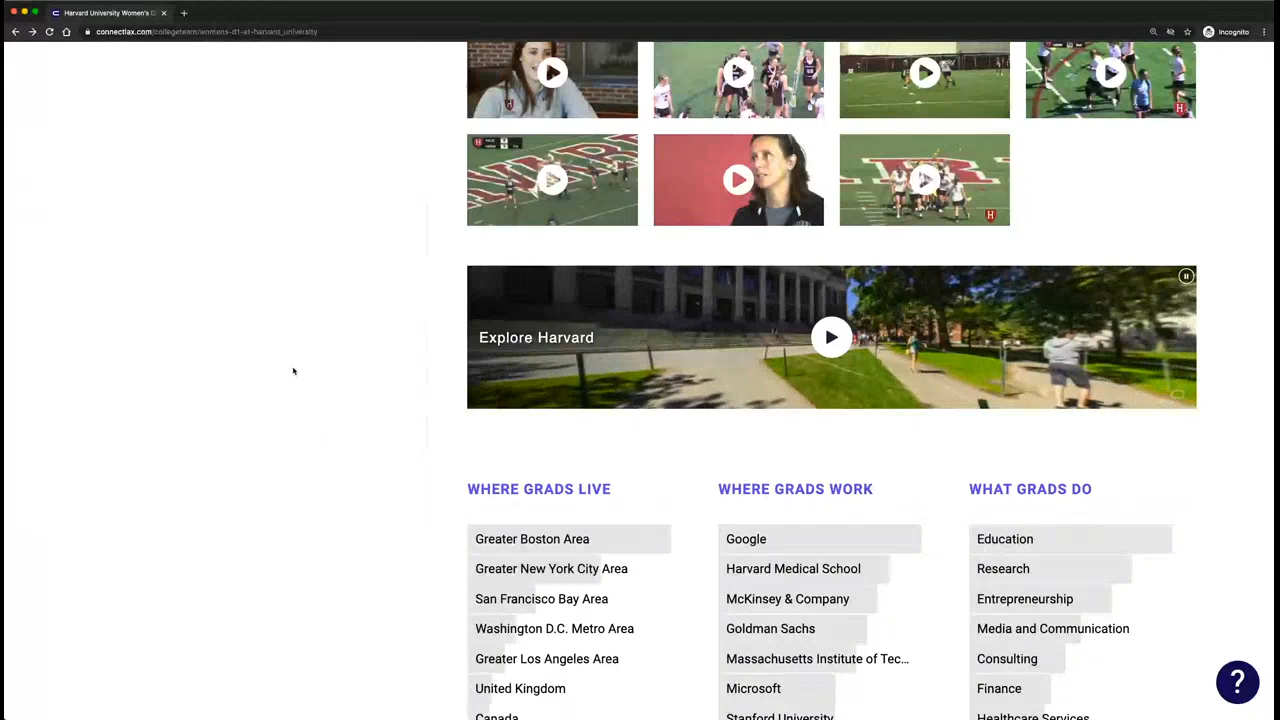 Harvard University Women's C
connectlax.com/collegeteam/womens-d1-at-harvard_university
Incognito
Explore Harvard
WHERE GRADS LIVE
Greater Boston Area
Greater New York City Area
San Francisco Bay Area
Washington D.C. Metro Area
Greater Los Angeles Area
United Kingdom
Canada
WHERE GRADS WORK
Google
Harvard Medical School
McKinsey & Company
Goldman Sachs
Massachusetts Institute of Tec...
Microsoft
Stanford University
WHAT GRADS DO
Education
Research
Entrepreneurship
Media and Communication
Consulting
Finance
Healthcare Services
?